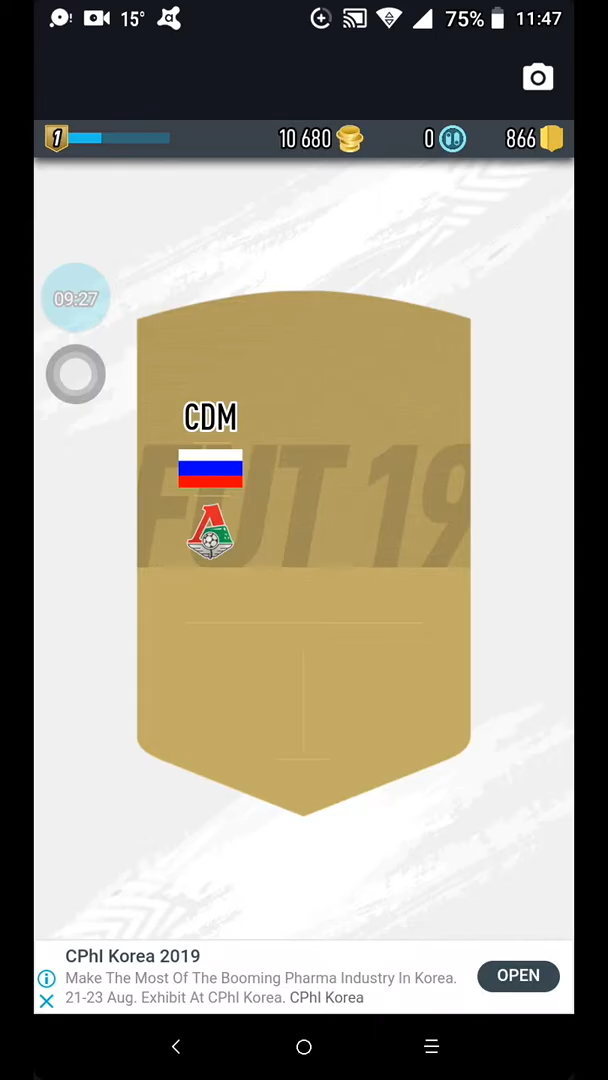 15° 75% 11:47
1 10 680 0 866
09:27
CDM
FUT 19
CPhI Korea 2019
Make The Most Of The Booming Pharma Industry In Korea.
21-23 Aug. Exhibit At CPhI Korea. CPhI Korea
OPEN